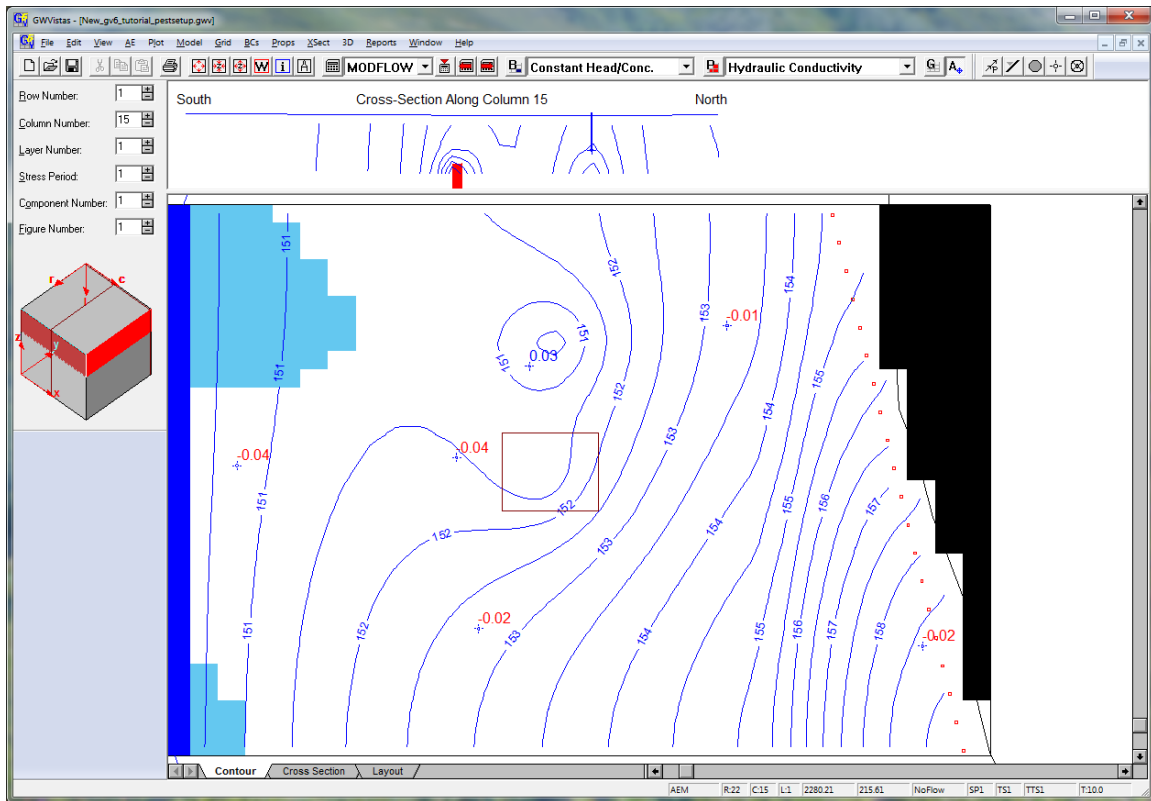 GWVistas - [New_gv6_tutorial_pestsetup.gwv]
File Edit View AE Plot Model Grid BCs Props XSect 3D Reports Window Help
MODFLOW Constant Head/Conc. Hydraulic Conductivity
Row Number: 1
Column Number: 15
Layer Number: 1
Stress Period: 1
Component Number: 1
Figure Number: 1
r c
z y
x
South Cross-Section Along Column 15 North
151 152 154
153 -0.01
151 0.03
151
151 152 155
154
153
-0.04 0.04
151 155 156 157
152
152 153 154
-0.02
151 152 153 154 155 156 157 158 -0.02
Contour Cross Section Layout
AEM R:22 C:15 L:1 2280.21 215.61 NoFlow SP1 TS1 TTS1 T:10.0